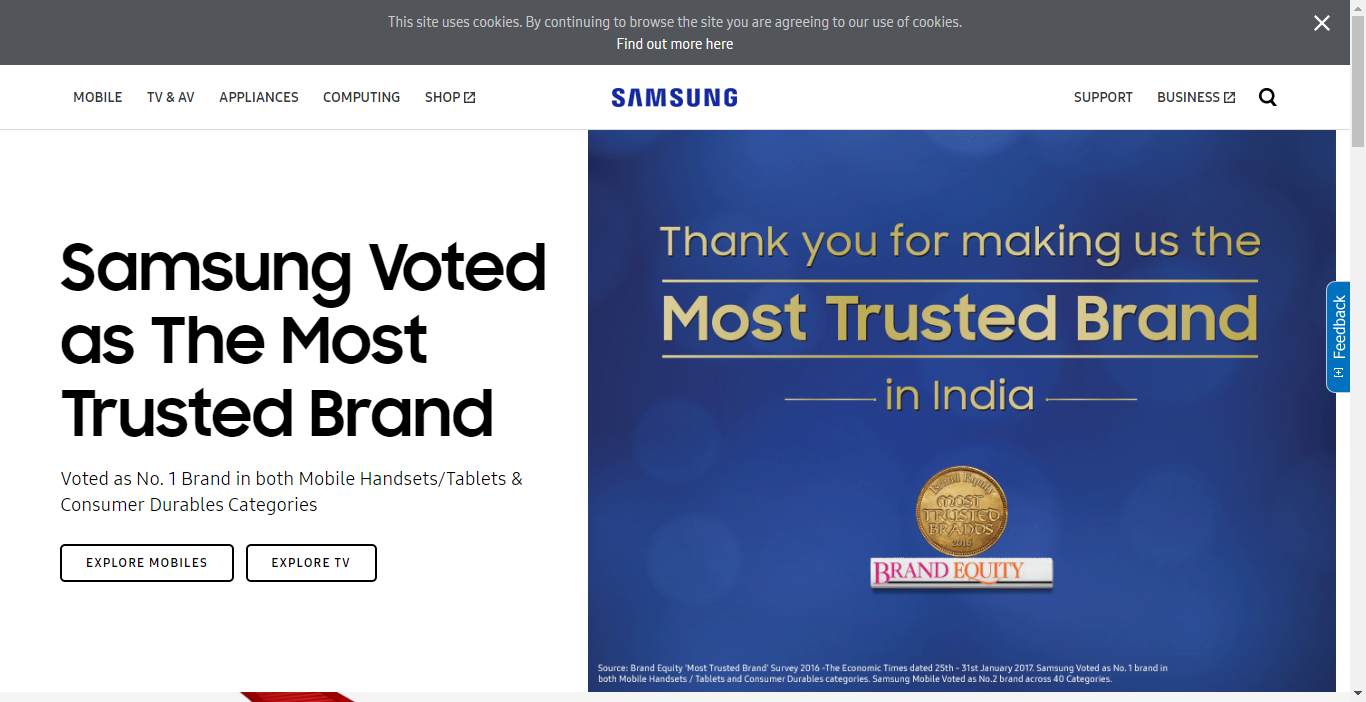 This site uses cookies. By continuing to browse the site you are agreeing to our use of cookies.
Find out more here
MOBILE TV & AV APPLIANCES COMPUTING SHOP SAMSUNG SUPPORT BUSINESS
Samsung Voted
as The Most
Trusted Brand
Voted as No. 1 Brand in both Mobile Handsets/Tablets &
Consumer Durables Categories
EXPLORE MOBILES EXPLORE TV
Thank you for making us the
Most Trusted Brand
in India
Brand Equity
MOST
TRUSTED
BRANDS
BRAND EQUITY
Source: Brand Equity 'Most Trusted Brand' Survey 2016 -The Economic Times dated 25th - 31st January 2017. Samsung Voted as No. 1 brand in
both Mobile Handsets / Tablets and Consumer Durables categories. Samsung Mobile Voted as No.2 brand across 40 Categories.
Feedback